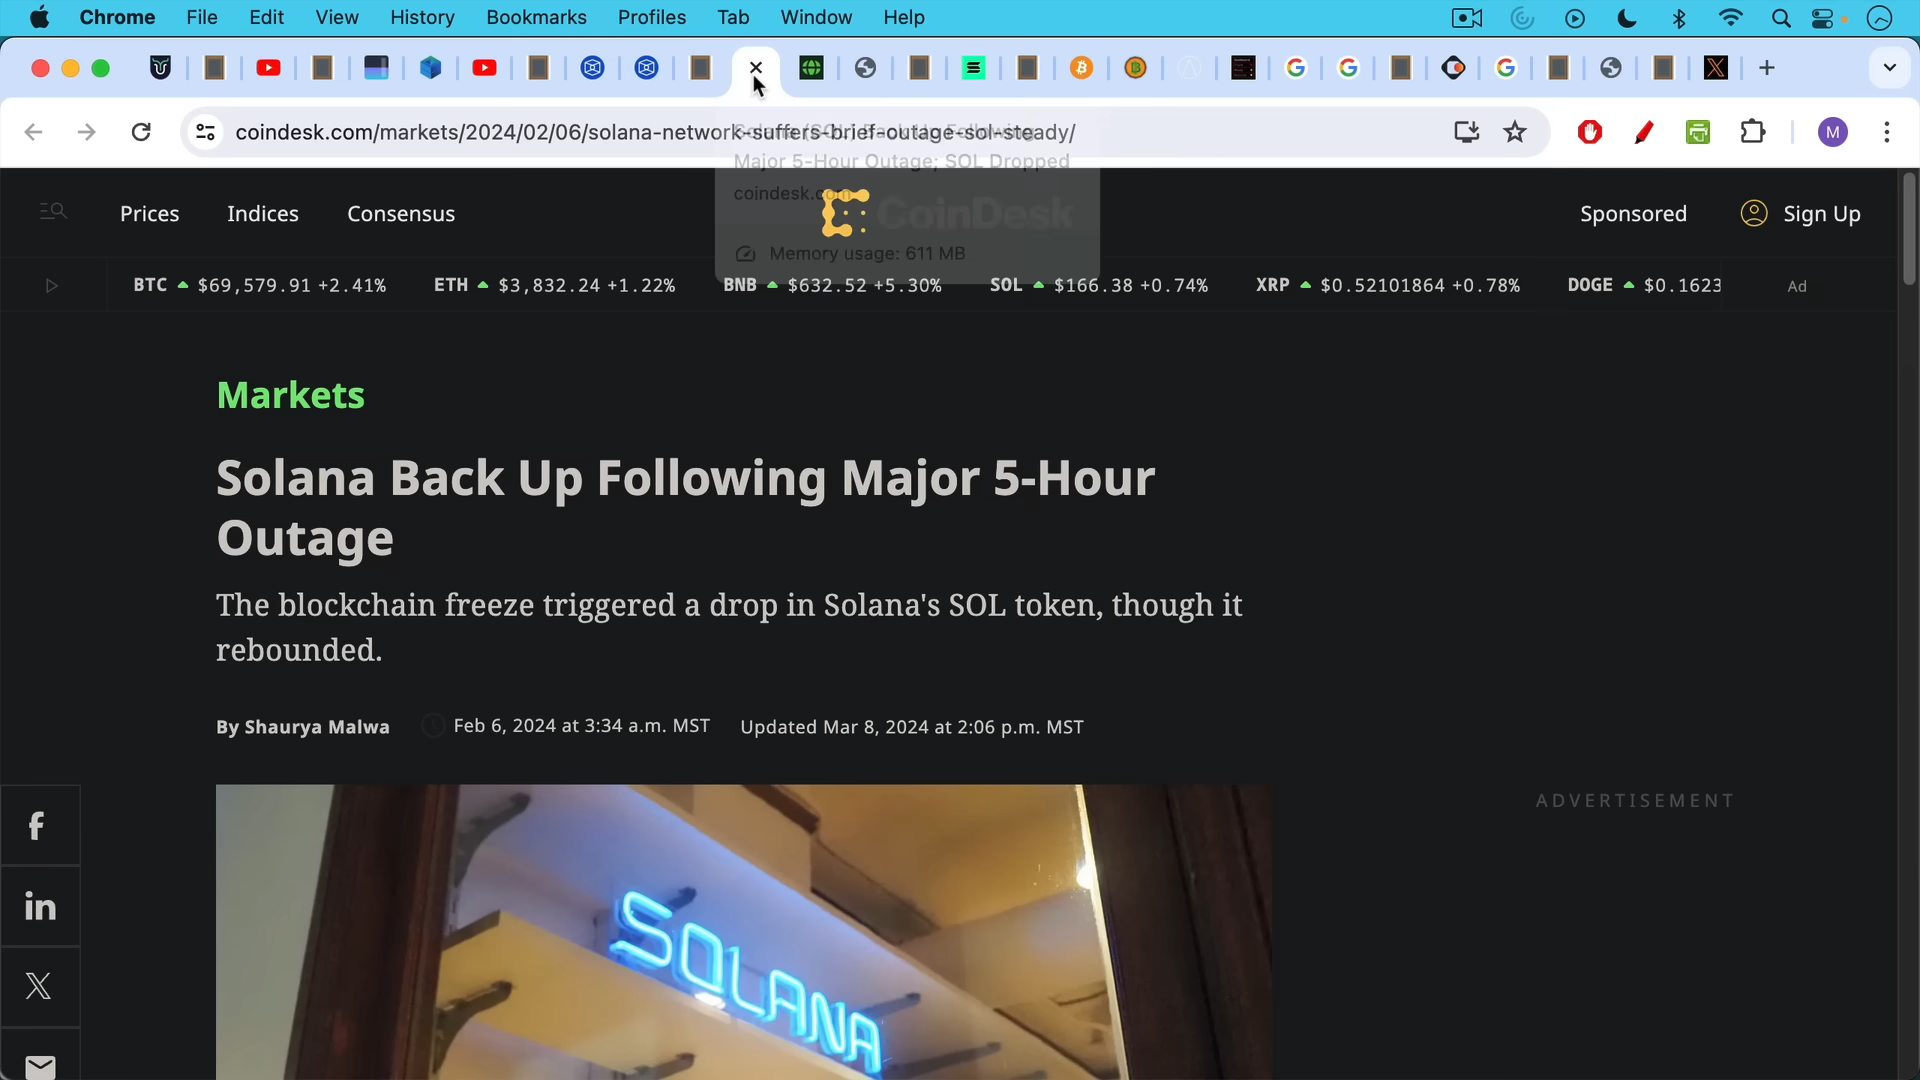 Chrome File Edit View History Bookmarks Profiles Tab Window Help
coindesk.com/markets/2024/02/06/solana-network-suffers-brief-outage-sol-steady/
M
Major 5-Hour Outage; SOL Dropped
coindesk.com
CoinDesk
Memory usage: 611 MB
Prices Indices Consensus
Sponsored Sign Up
BTC $69,579.91 +2.41% ETH $3,832.24 +1.22% BNB $632.52 +5.30% SOL $166.38 +0.74% XRP $0.52101864 +0.78% DOGE $0.1623
Ad
Markets
Solana Back Up Following Major 5-Hour
Outage
The blockchain freeze triggered a drop in Solana's SOL token, though it
rebounded.
By Shaurya Malwa Feb 6, 2024 at 3:34 a.m. MST Updated Mar 8, 2024 at 2:06 p.m. MST
ADVERTISEMENT
SOLANA